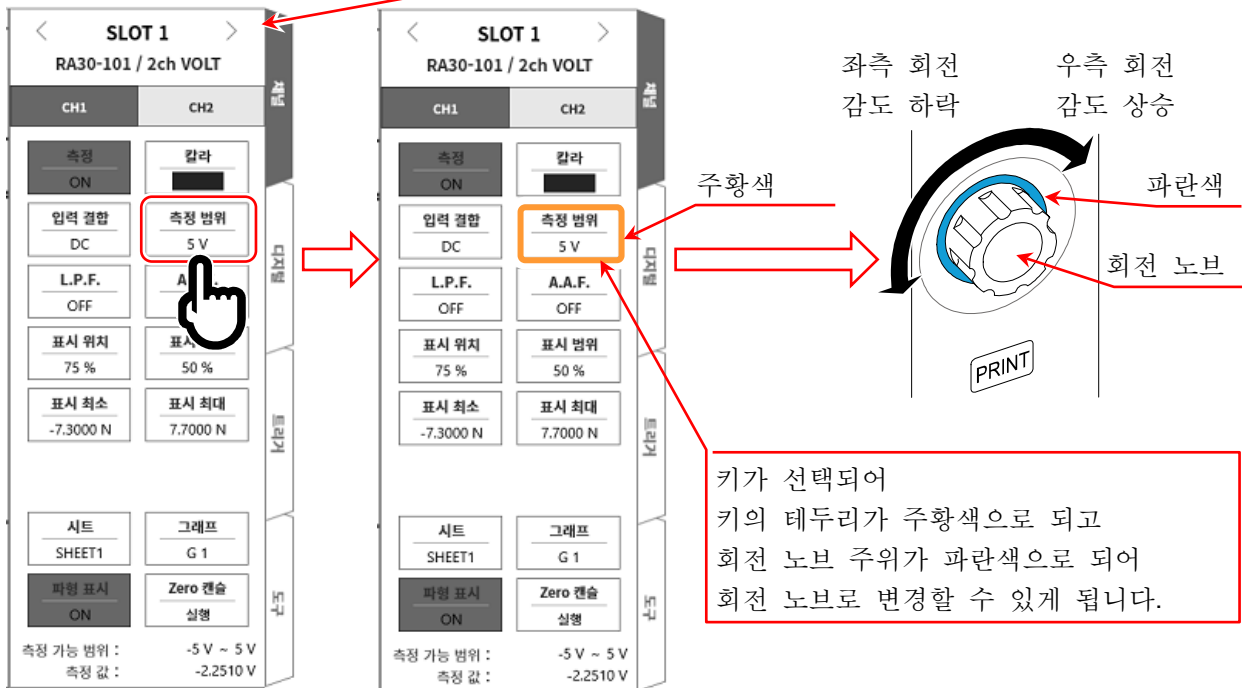 SLOT 1
RA30-101 / 2ch VOLT
CH1 CH2
측정 칼라
ON
입력 결합 측정 범위
DC 5 V
L.P.F.
OFF
표시 위치
75 % 50 %
표시 최소 표시 최대
-7.3000 N 7.7000 N
시트 그래프
SHEET1 G 1
파형 표시 Zero 캔슬
ON 실행
측정 가능 범위 : -5 V ~ 5 V
측정 값 : -2.2510 V
채널
디지털
트리거
도구
SLOT 1
RA30-101 / 2ch VOLT
CH1 CH2
측정 칼라
ON
입력 결합 측정 범위
DC 5 V
L.P.F. A.A.F.
OFF OFF
표시 위치 표시 범위
75 % 50 %
표시 최소 표시 최대
-7.3000 N 7.7000 N
시트 그래프
SHEET1 G 1
파형 표시 Zero 캔슬
ON 실행
측정 가능 범위 : -5 V ~ 5 V
측정 값 : -2.2510 V
채널
디지털
트리거
도구
주황색
좌측 회전 우측 회전
감도 하락 감도 상승
파란색
회전 노브
PRINT
키가 선택되어
키의 테두리가 주황색으로 되고
회전 노브 주위가 파란색으로 되어
회전 노브로 변경할 수 있게 됩니다.